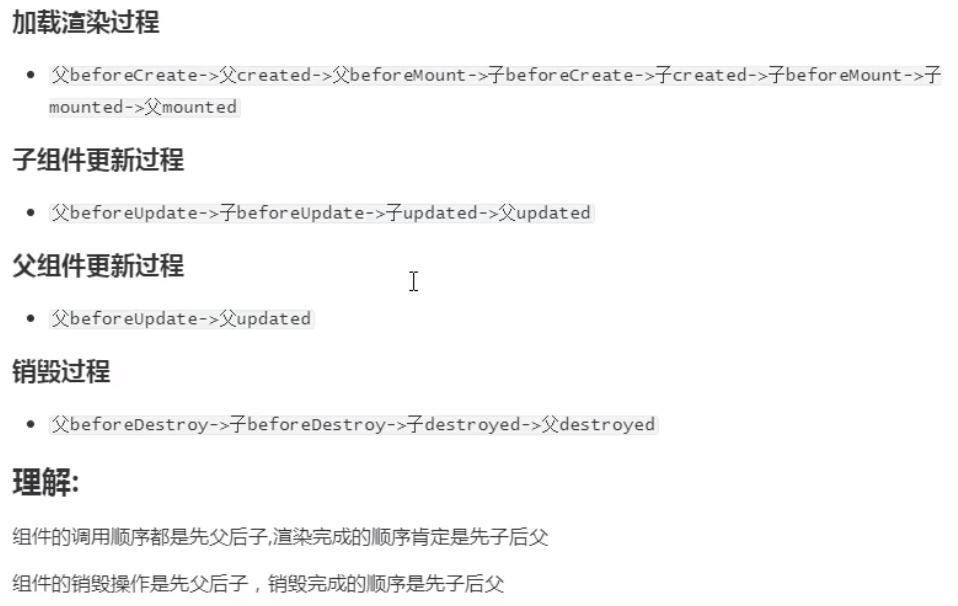 加载渲染过程
父beforeCreate->父created->父beforeMount->子beforeCreate->子created->子beforeMount->子
mounted->父mounted
子组件更新过程
父beforeUpdate->子beforeUpdate->子updated->父updated
父组件更新过程
父beforeUpdate->父updated
销毁过程
父beforeDestroy->子beforeDestroy->子destroyed->父destroyed
理解:
组件的调用顺序都是先父后子,渲染完成的顺序肯定是先子后父
组件的销毁操作是先父后子，销毁完成的顺序是先子后父